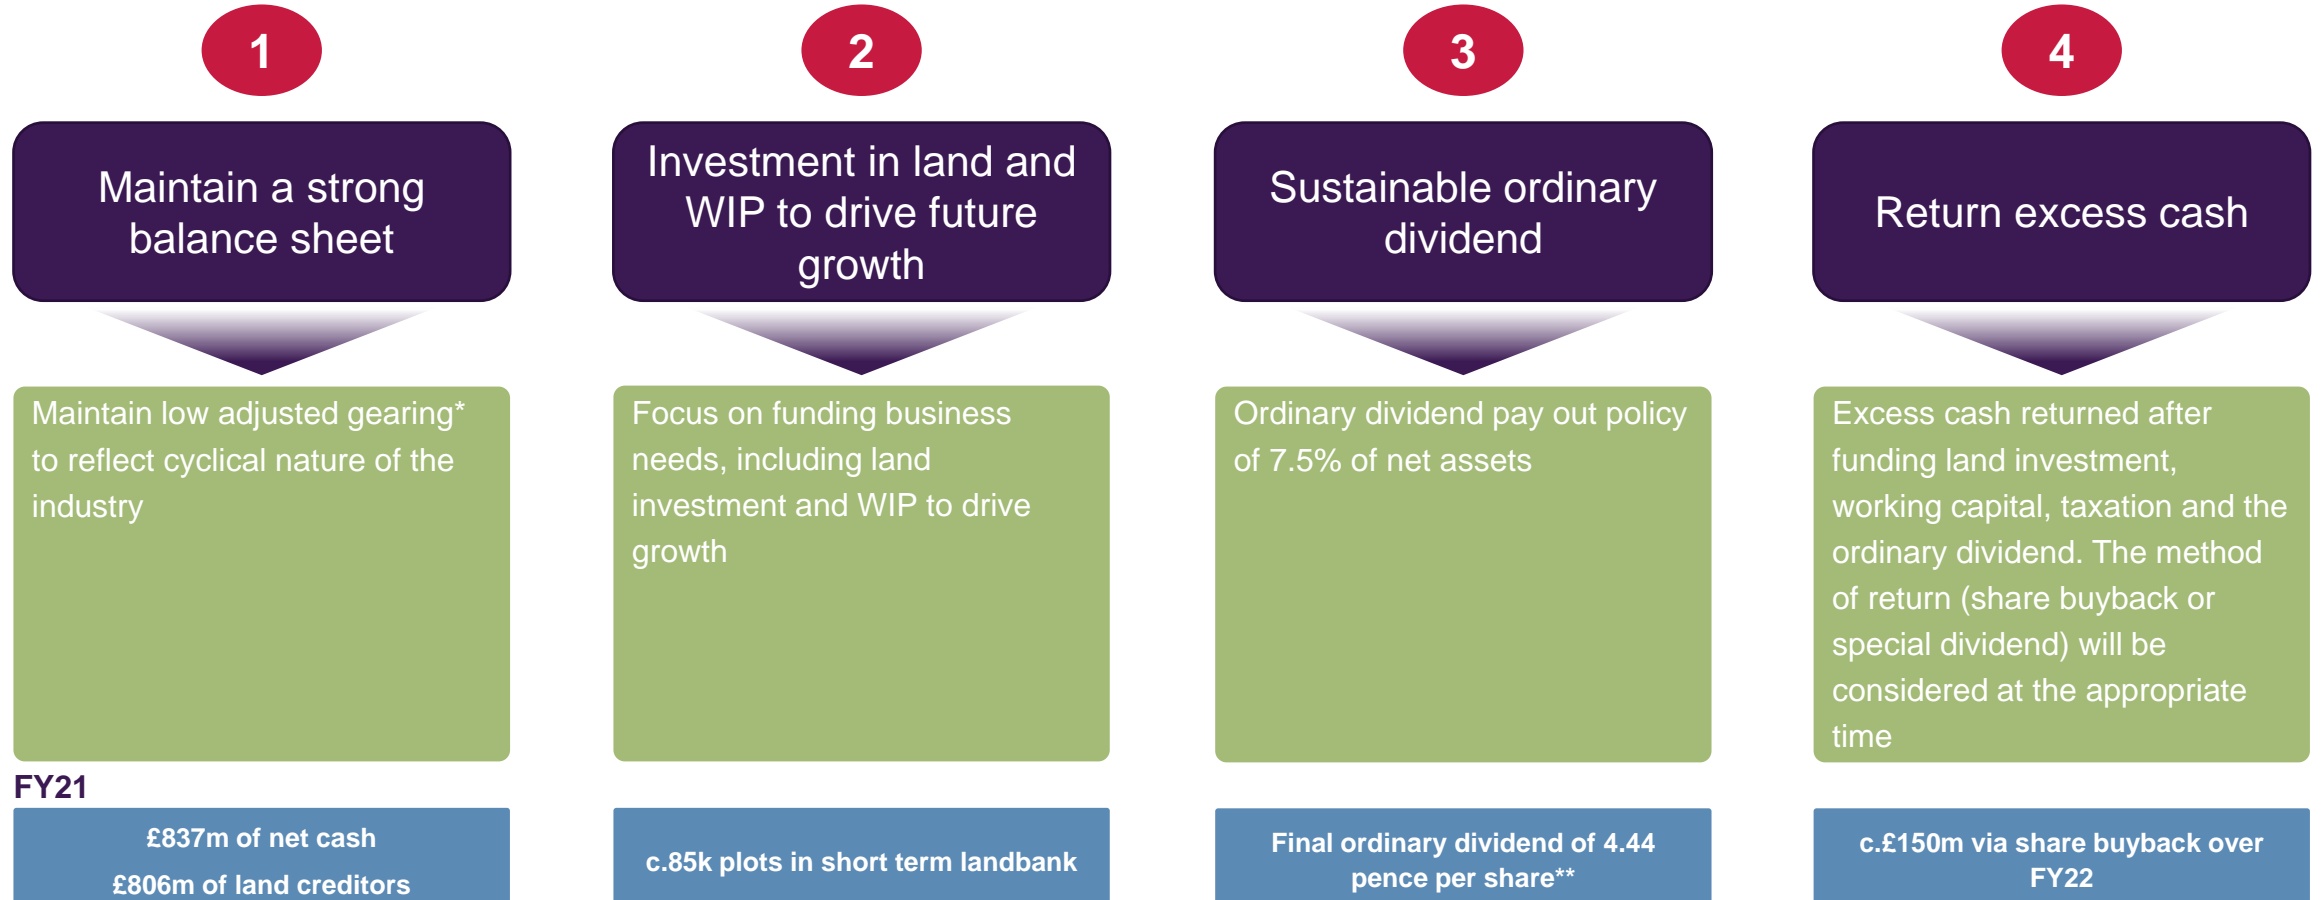 1
Maintain a strong
balance sheet
Maintain low adjusted gearing*
to reflect cyclical nature of the
industry
FY21
£837m of net cash
£806m of land creditors
2
Investment in land and
WIP to drive future
growth
Focus on funding business
needs, including land
investment and WIP to drive
growth
c.85k plots in short term landbank
3
Sustainable ordinary
dividend
Ordinary dividend pay out policy
of 7.5% of net assets
Final ordinary dividend of 4.44
pence per share**
4
Return excess cash
Excess cash returned after
funding land investment,
working capital, taxation and the
ordinary dividend. The method
of return (share buyback or
special dividend) will be
considered at the appropriate
time
c.£150m via share buyback over
FY22